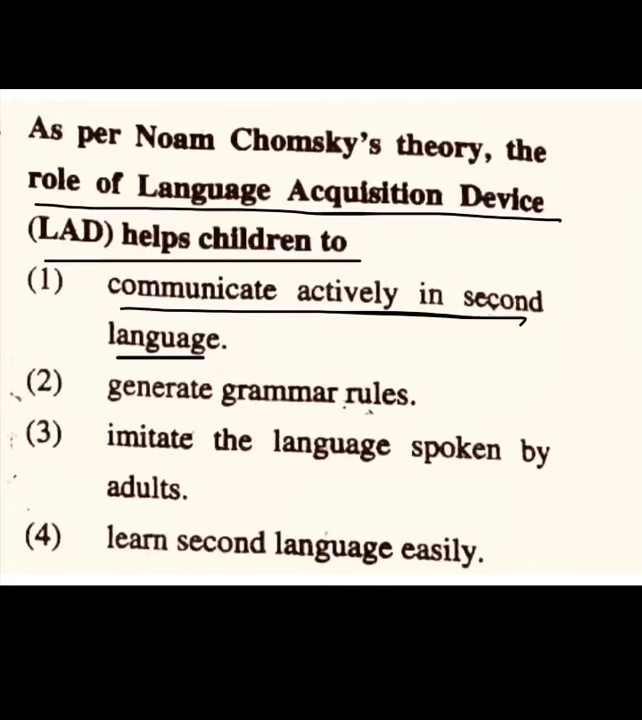 As per Noam Chomsky's theory, the
role of Language Acquisition Device
(LAD) helps children to
(1) communicate actively in second
language.
(2) generate grammar rules.
(3) imitate the language spoken by
adults.
(4) learn second language easily.